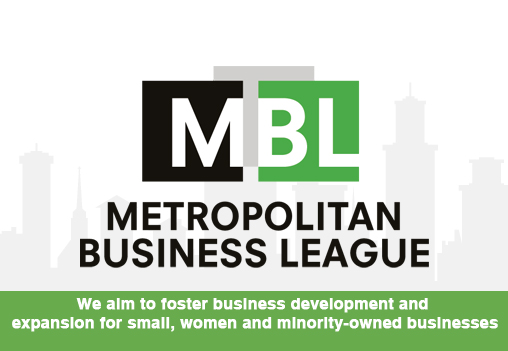 MBL
METROPOLITAN
BUSINESS LEAGUE
We aim to foster business development and
expansion for small, women and minority-owned businesses